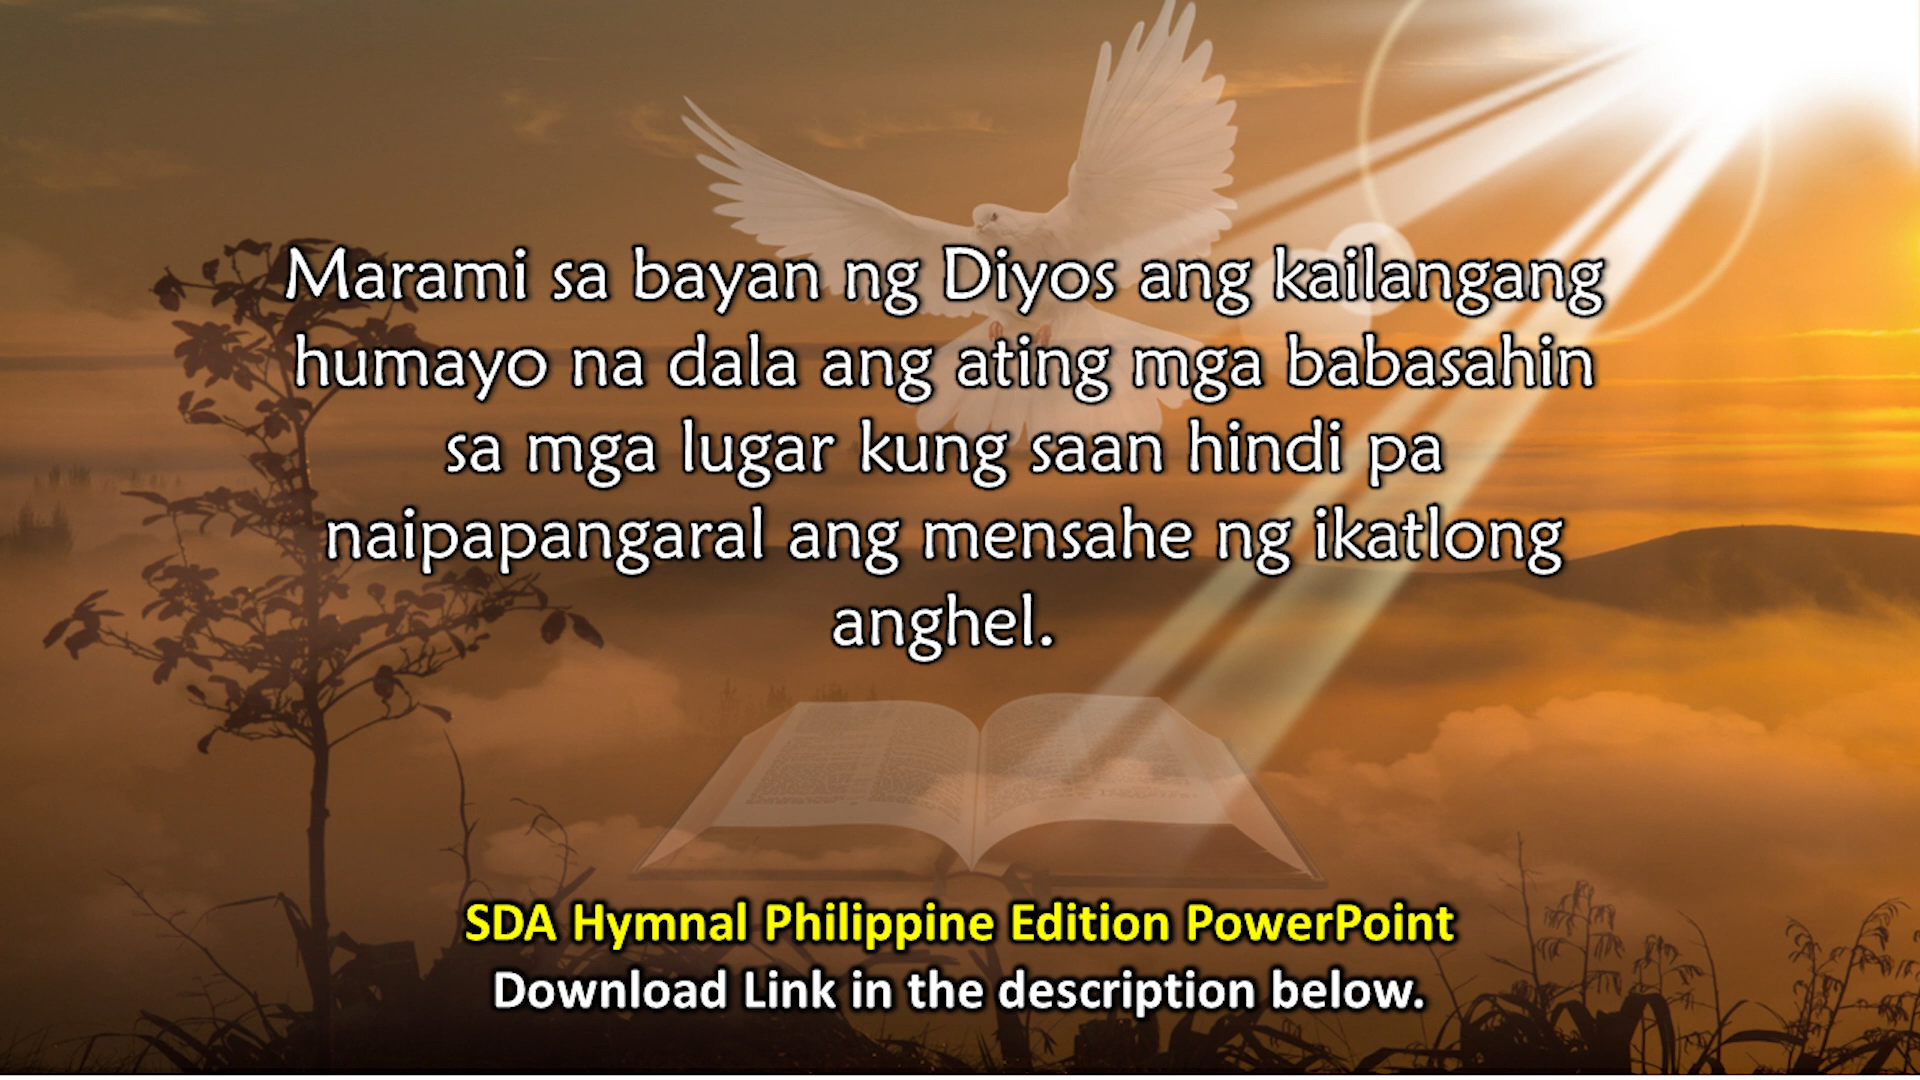 Marami sa bayan ng Diyos ang kailangang
humayo na dala ang ating mga babasahin
sa mga lugar kung saan hindi pa
naipapangaral ang mensahe ng ikatlong
anghel.
SDA Hymnal Philippine Edition PowerPoint
Download Link in the description below.